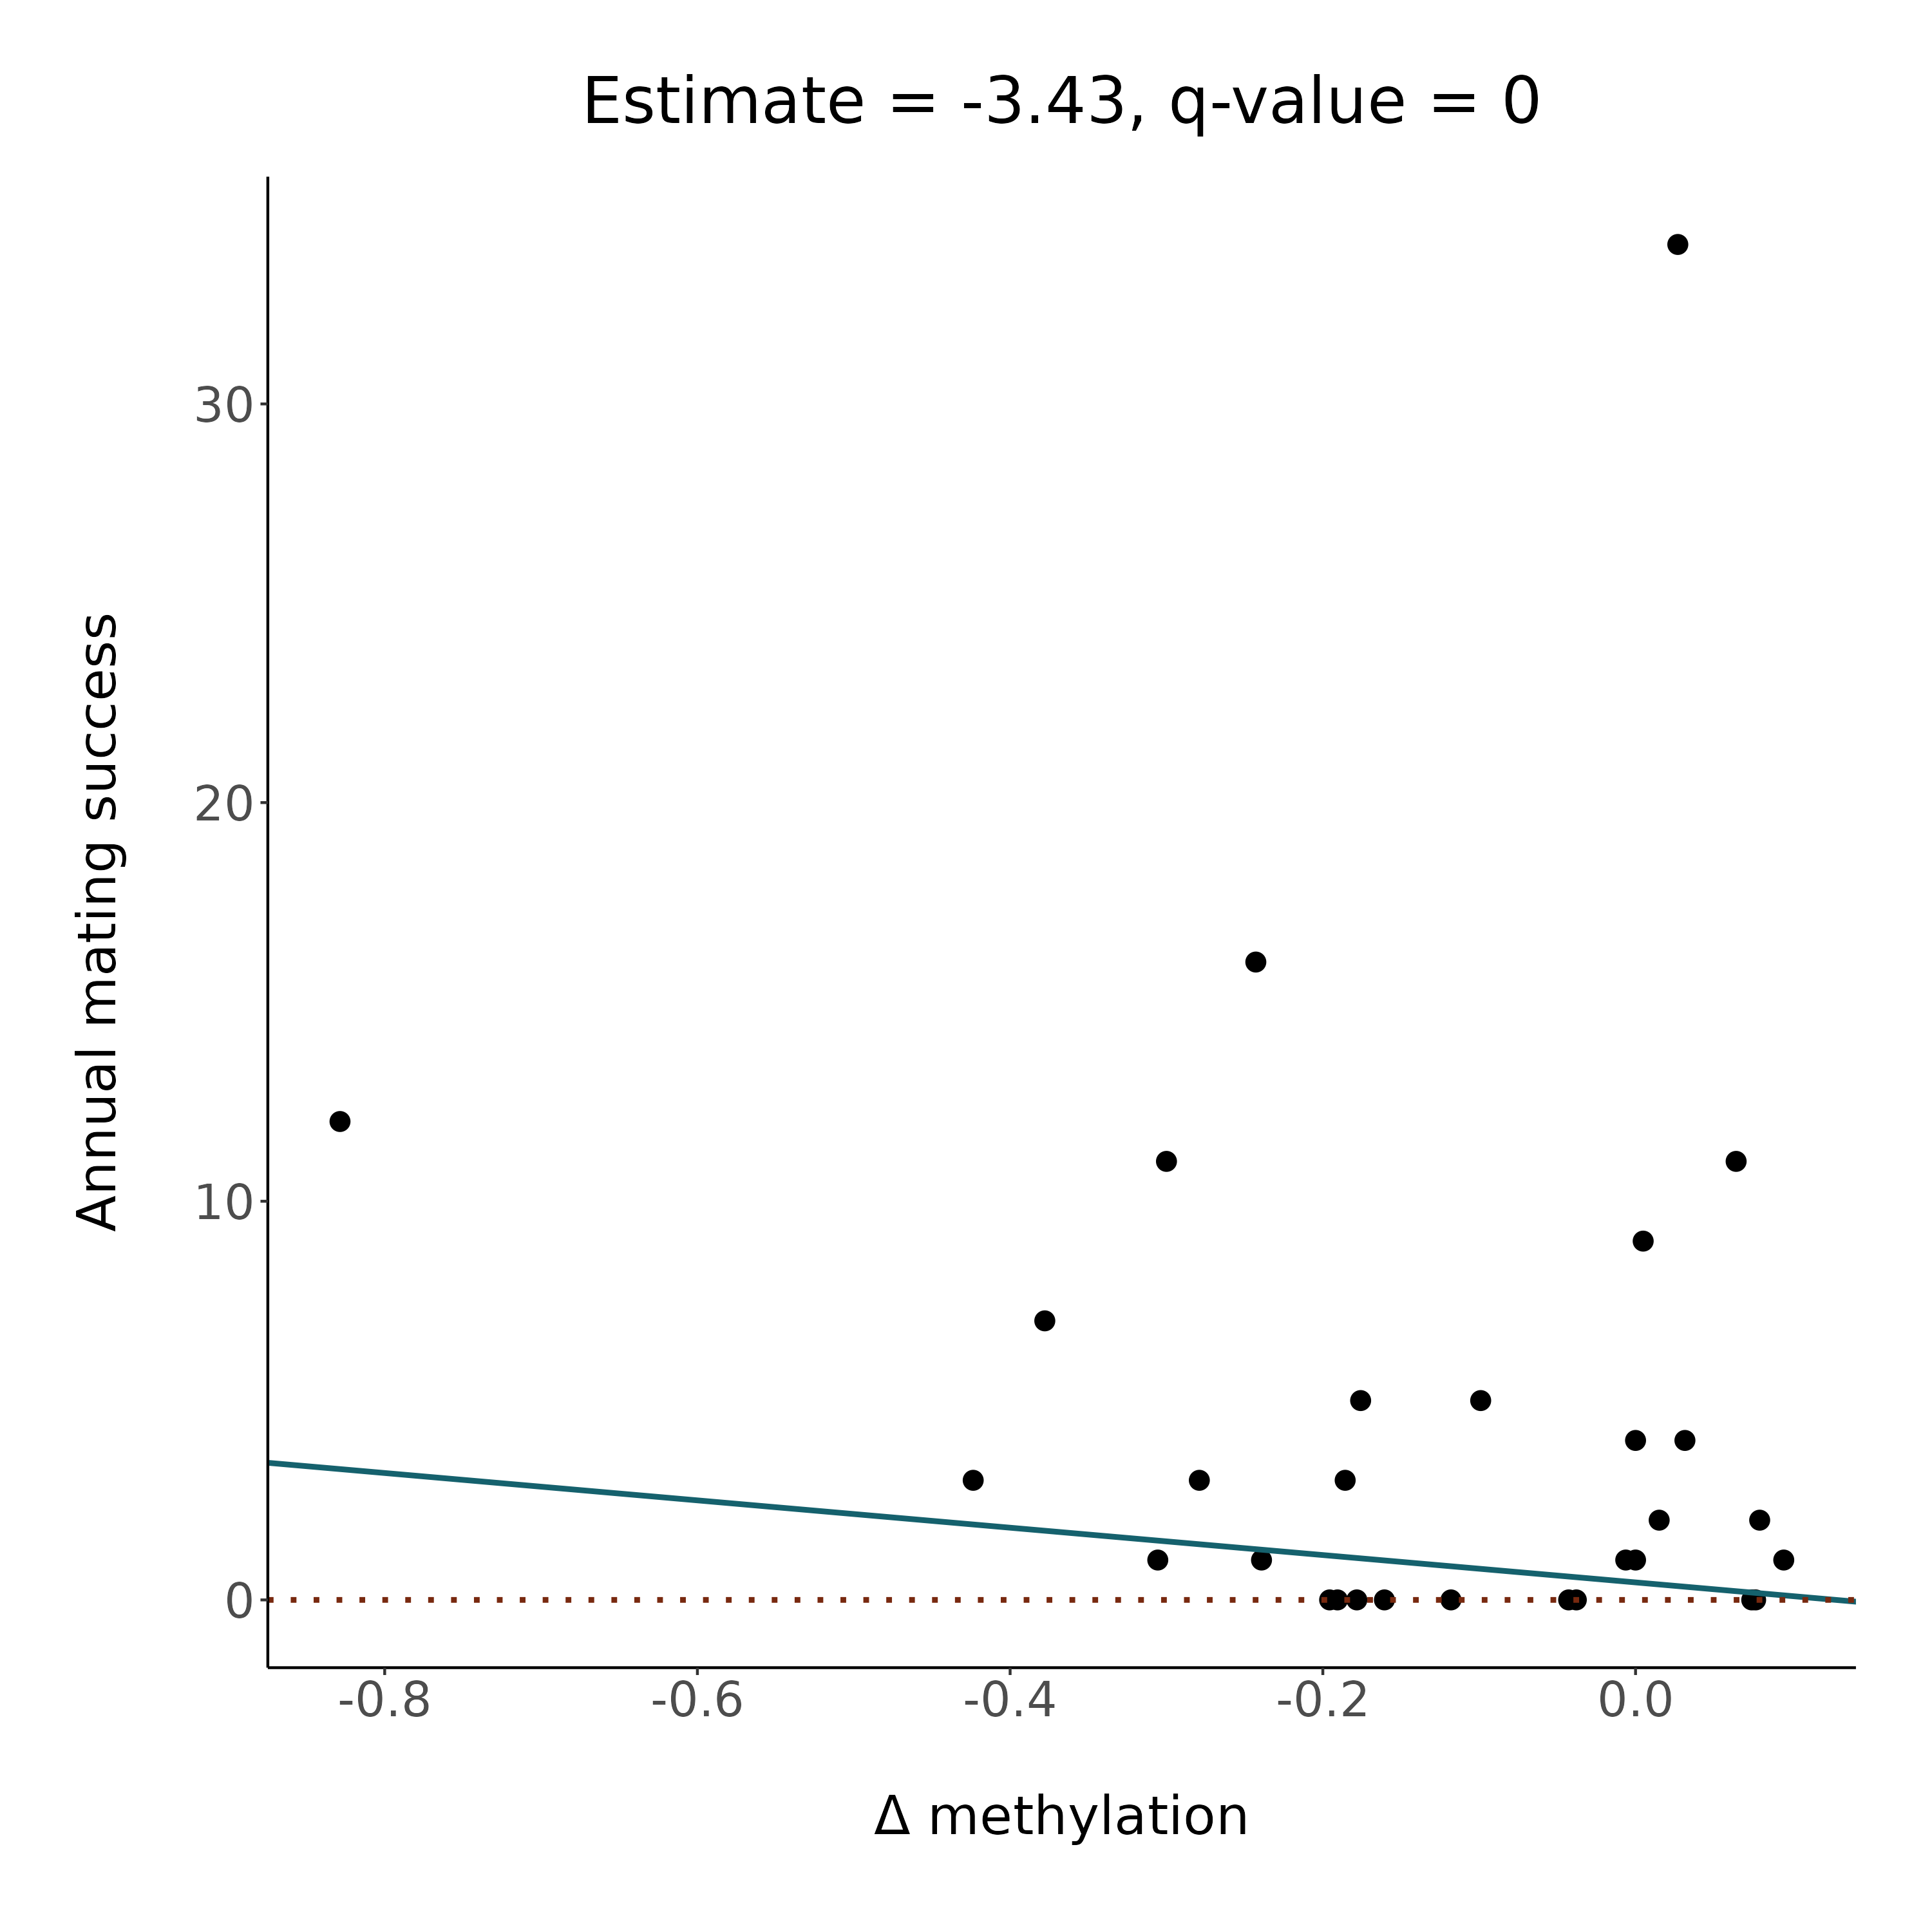 Estimate = -3.43, q-value = 0
Annual mating success
30
20
10
0
-0.8 -0.6 -0.4 -0.2 0.0
Δ methylation